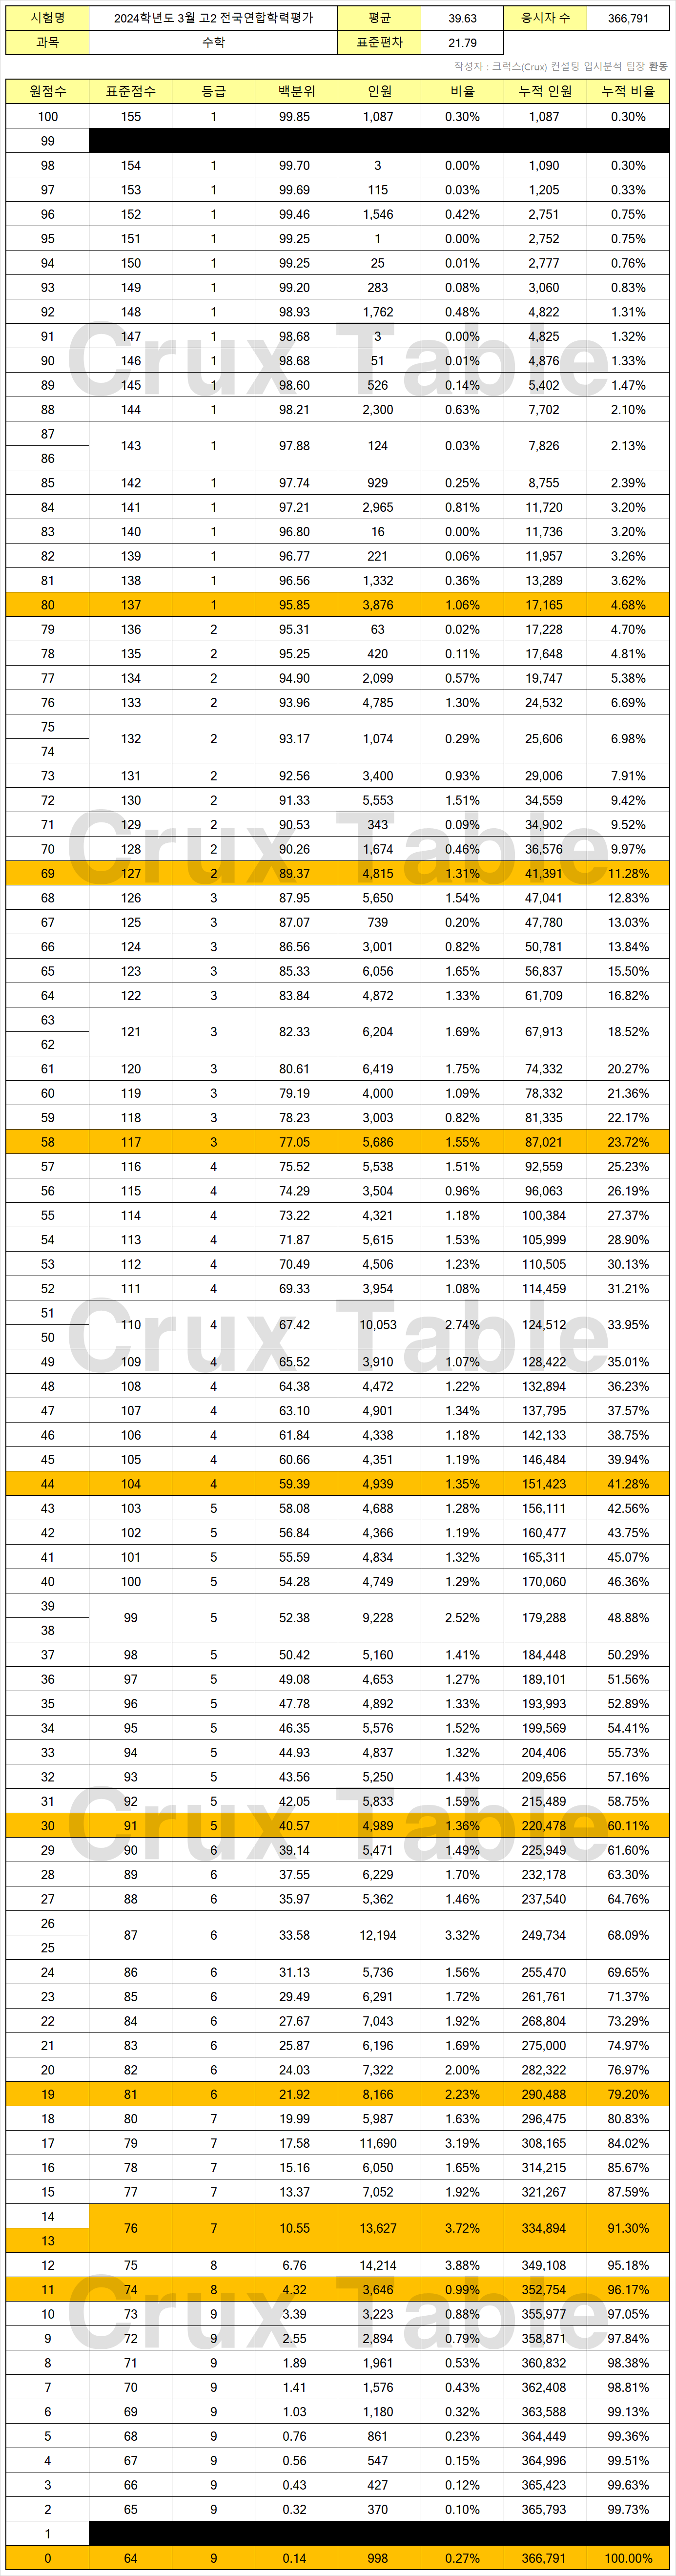 시험명 2024학년도 3월 고2 전국연합학력평가 평균 39.63 응시자 수 366,791
과목 수학 표준편차 21.79
작성자 : 크럭스(Crux) 컨설팅 입시분석 팀장 환동
원점수 표준점수 등급 백분위 인원 비율 누적 인원 누적 비율
100 155 1 99.85 1,087 0.30% 1,087 0.30%
99
98 154 1 99.70 3 0.00% 1,090 0.30%
97 153 1 99.69 115 0.03% 1,205 0.33%
96 152 1 99.46 1,546 0.42% 2,751 0.75%
95 151 1 99.25 1 0.00% 2,752 0.75%
94 150 1 99.25 25 0.01% 2,777 0.76%
93 149 1 99.20 283 0.08% 3,060 0.83%
92 148 1 98.93 1,762 0.48% 4,822 1.31%
91 147 1 98.68 3 0.00% 4,825 1.32%
Crux Table
90 146 1 98.68 51 0.01% 4,876 1.33%
89 145 1 98.60 526 0.14% 5,402 1.47%
88 144 1 98.21 2,300 0.63% 7,702 2.10%
87
143 1 97.88 124 0.03% 7,826 2.13%
86
85 142 1 97.74 929 0.25% 8,755 2.39%
84 141 1 97.21 2,965 0.81% 11,720 3.20%
83 140 1 96.80 16 0.00% 11,736 3.20%
82 139 1 96.77 221 0.06% 11,957 3.26%
81 138 1 96.56 1,332 0.36% 13,289 3.62%
80 137 1 95.85 3,876 1.06% 17,165 4.68%
79 136 2 95.31 63 0.02% 17,228 4.70%
78 135 2 95.25 420 0.11% 17,648 4.81%
77 134 2 94.90 2,099 0.57% 19,747 5.38%
76 133 2 93.96 4,785 1.30% 24,532 6.69%
75
132 2 93.17 1,074 0.29% 25,606 6.98%
74
73 131 2 92.56 3,400 0.93% 29,006 7.91%
72 130 2 91.33 5,553 1.51% 34,559 9.42%
71 129 2 90.53 343 0.09% 34,902 9.52%
Crux Table
70 128 2 90.26 1,674 0.46% 36,576 9.97%
69 127 2 89.37 4,815 1.31% 41,391 11.28%
68 126 3 87.95 5,650 1.54% 47,041 12.83%
67 125 3 87.07 739 0.20% 47,780 13.03%
66 124 3 86.56 3,001 0.82% 50,781 13.84%
65 123 3 85.33 6,056 1.65% 56,837 15.50%
64 122 3 83.84 4,872 1.33% 61,709 16.82%
63
121 3 82.33 6,204 1.69% 67,913 18.52%
62
61 120 3 80.61 6,419 1.75% 74,332 20.27%
60 119 3 79.19 4,000 1.09% 78,332 21.36%
59 118 3 78.23 3,003 0.82% 81,335 22.17%
58 117 3 77.05 5,686 1.55% 87,021 23.72%
57 116 4 75.52 5,538 1.51% 92,559 25.23%
56 115 4 74.29 3,504 0.96% 96,063 26.19%
55 114 4 73.22 4,321 1.18% 100,384 27.37%
54 113 4 71.87 5,615 1.53% 105,999 28.90%
53 112 4 70.49 4,506 1.23% 110,505 30.13%
52 111 4 69.33 3,954 1.08% 114,459 31.21%
51
110 4 67.42 10,053 2.74% 124,512 33.95%
50
Crux Table
49 109 4 65.52 3,910 1.07% 128,422 35.01%
48 108 4 64.38 4,472 1.22% 132,894 36.23%
47 107 4 63.10 4,901 1.34% 137,795 37.57%
46 106 4 61.84 4,338 1.18% 142,133 38.75%
45 105 4 60.66 4,351 1.19% 146,484 39.94%
44 104 4 59.39 4,939 1.35% 151,423 41.28%
43 103 5 58.08 4,688 1.28% 156,111 42.56%
42 102 5 56.84 4,366 1.19% 160,477 43.75%
41 101 5 55.59 4,834 1.32% 165,311 45.07%
40 100 5 54.28 4,749 1.29% 170,060 46.36%
39
99 5 52.38 9,228 2.52% 179,288 48.88%
38
37 98 5 50.42 5,160 1.41% 184,448 50.29%
36 97 5 49.08 4,653 1.27% 189,101 51.56%
35 96 5 47.78 4,892 1.33% 193,993 52.89%
34 95 5 46.35 5,576 1.52% 199,569 54.41%
33 94 5 44.93 4,837 1.32% 204,406 55.73%
32 93 5 43.56 5,250 1.43% 209,656 57.16%
31 92 5 42.05 5,833 1.59% 215,489 58.75%
Crux Table
30 91 5 40.57 4,989 1.36% 220,478 60.11%
29 90 6 39.14 5,471 1.49% 225,949 61.60%
28 89 6 37.55 6,229 1.70% 232,178 63.30%
27 88 6 35.97 5,362 1.46% 237,540 64.76%
26
87 6 33.58 12,194 3.32% 249,734 68.09%
25
24 86 6 31.13 5,736 1.56% 255,470 69.65%
23 85 6 29.49 6,291 1.72% 261,761 71.37%
22 84 6 27.67 7,043 1.92% 268,804 73.29%
21 83 6 25.87 6,196 1.69% 275,000 74.97%
20 82 6 24.03 7,322 2.00% 282,322 76.97%
19 81 6 21.92 8,166 2.23% 290,488 79.20%
18 80 7 19.99 5,987 1.63% 296,475 80.83%
17 79 7 17.58 11,690 3.19% 308,165 84.02%
16 78 7 15.16 6,050 1.65% 314,215 85.67%
15 77 7 13.37 7,052 1.92% 321,267 87.59%
14
76 7 10.55 13,627 3.72% 334,894 91.30%
13
12 75 8 6.76 14,214 3.88% 349,108 95.18%
11 74 8 4.32 3,646 0.99% 352,754 96.17%
Crux Table
10 73 9 3.39 3,223 0.88% 355,977 97.05%
9 72 9 2.55 2,894 0.79% 358,871 97.84%
8 71 9 1.89 1,961 0.53% 360,832 98.38%
7 70 9 1.41 1,576 0.43% 362,408 98.81%
6 69 9 1.03 1,180 0.32% 363,588 99.13%
5 68 9 0.76 861 0.23% 364,449 99.36%
4 67 9 0.56 547 0.15% 364,996 99.51%
3 66 9 0.43 427 0.12% 365,423 99.63%
2 65 9 0.32 370 0.10% 365,793 99.73%
1
0 64 9 0.14 998 0.27% 366,791 100.00%